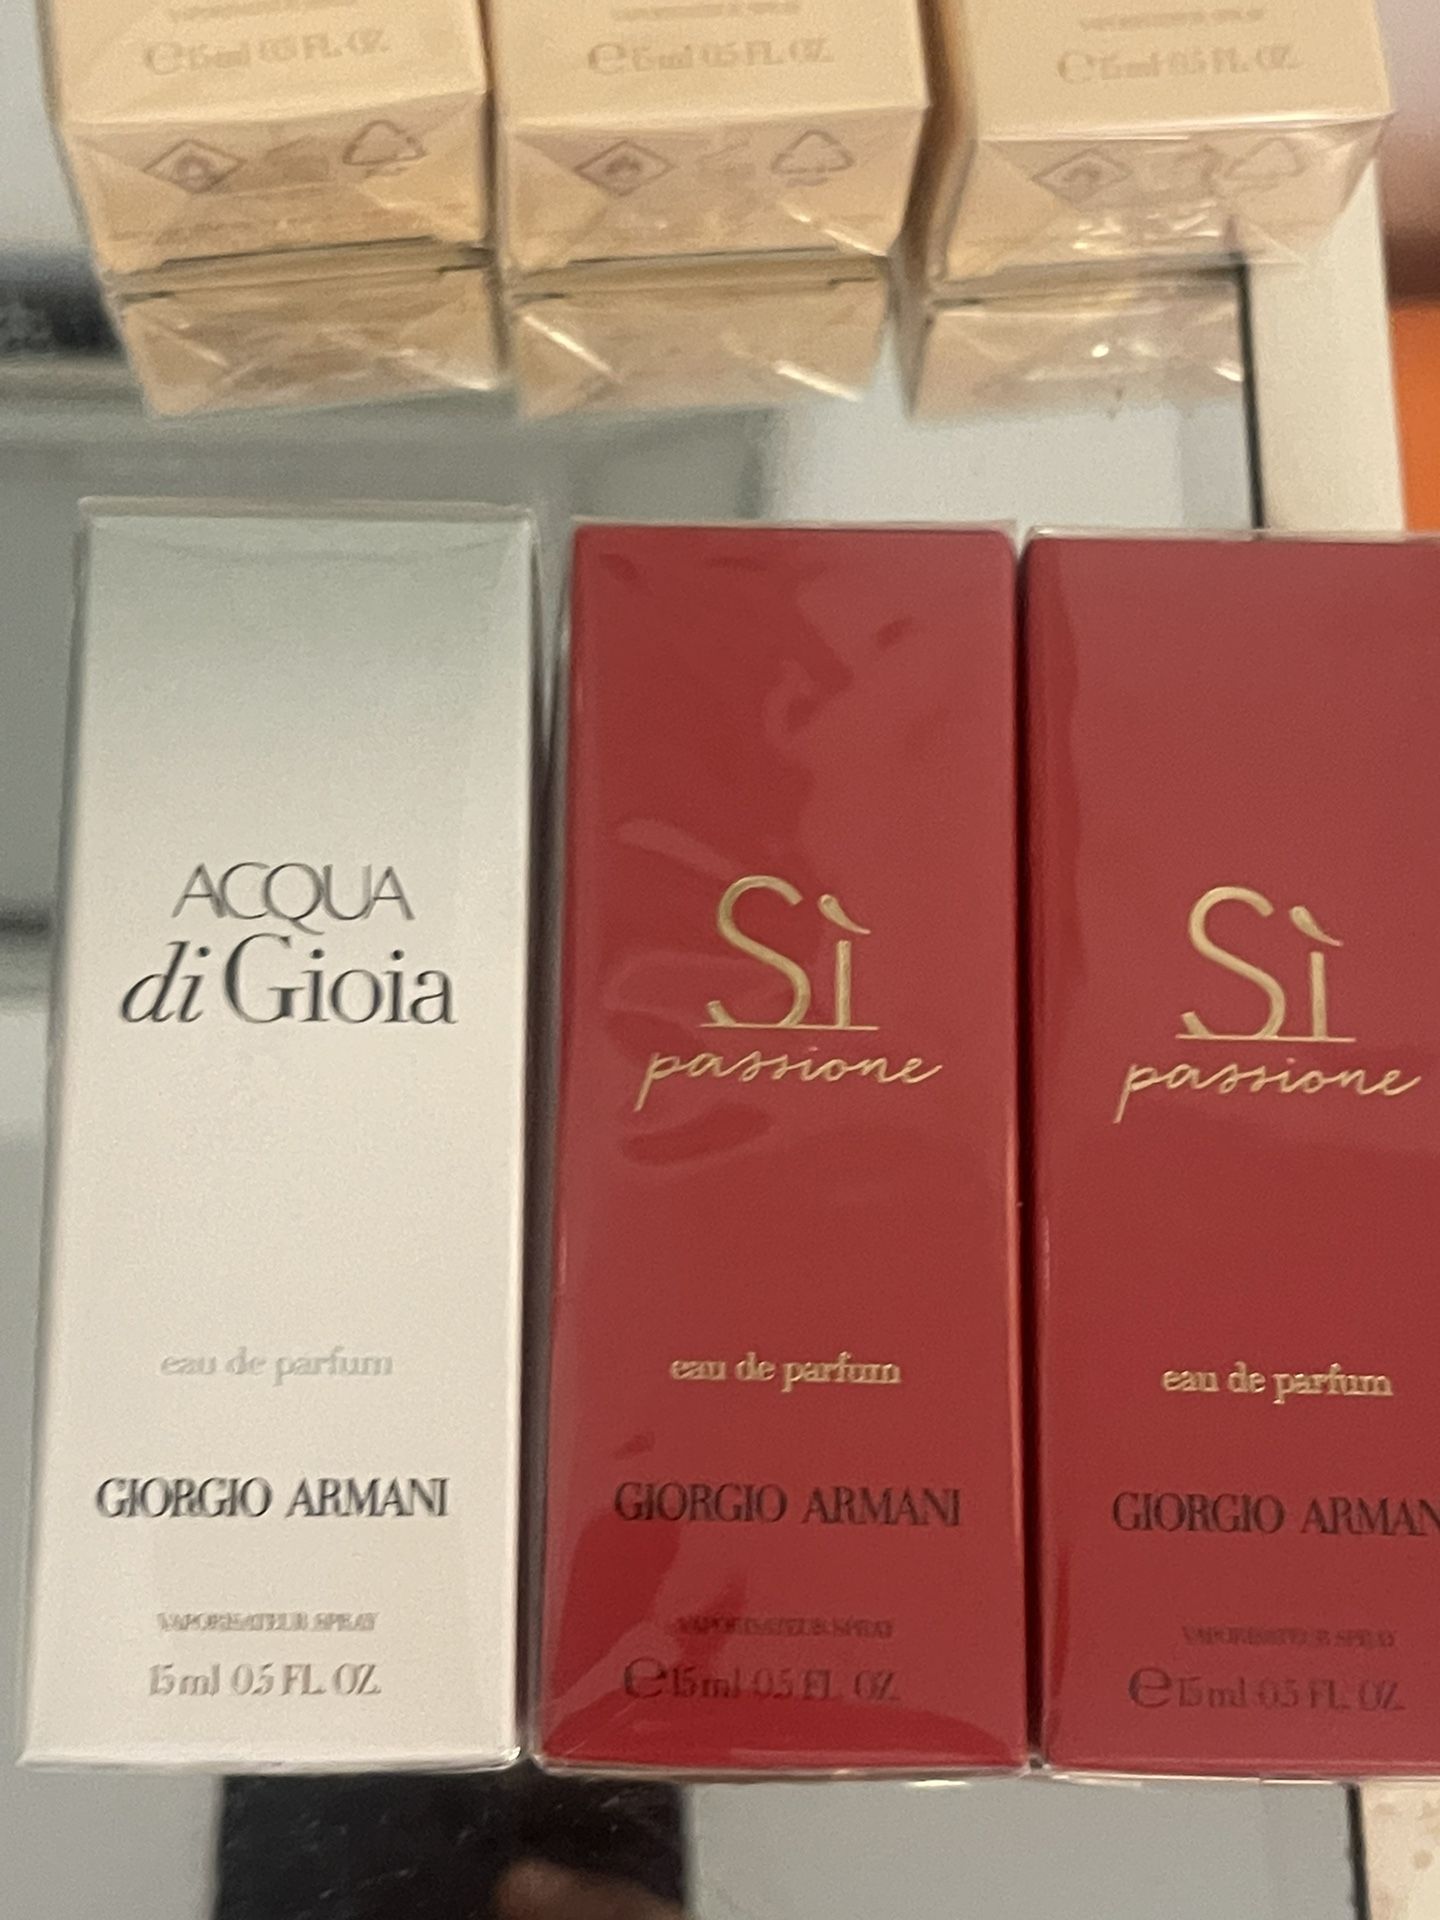 e 15ml 0.5 FL. OZ.
e 15ml 0.5 FL. OZ.
e 15ml 0.5 FL. OZ.
ACQUA
di Gioia
eau de parfum
GIORGIO ARMANI
VAPORISATEUR SPRAY
15ml 0.5 FL. OZ.
Sì
passione
eau de parfum
GIORGIO ARMANI
VAPORISATEUR SPRAY
e 15ml 0.5 FL. OZ.
Sì
passione
eau de parfum
GIORGIO ARMAN
VAPORISATEUR SPRAY
e 15ml 0.5 FL. OZ.